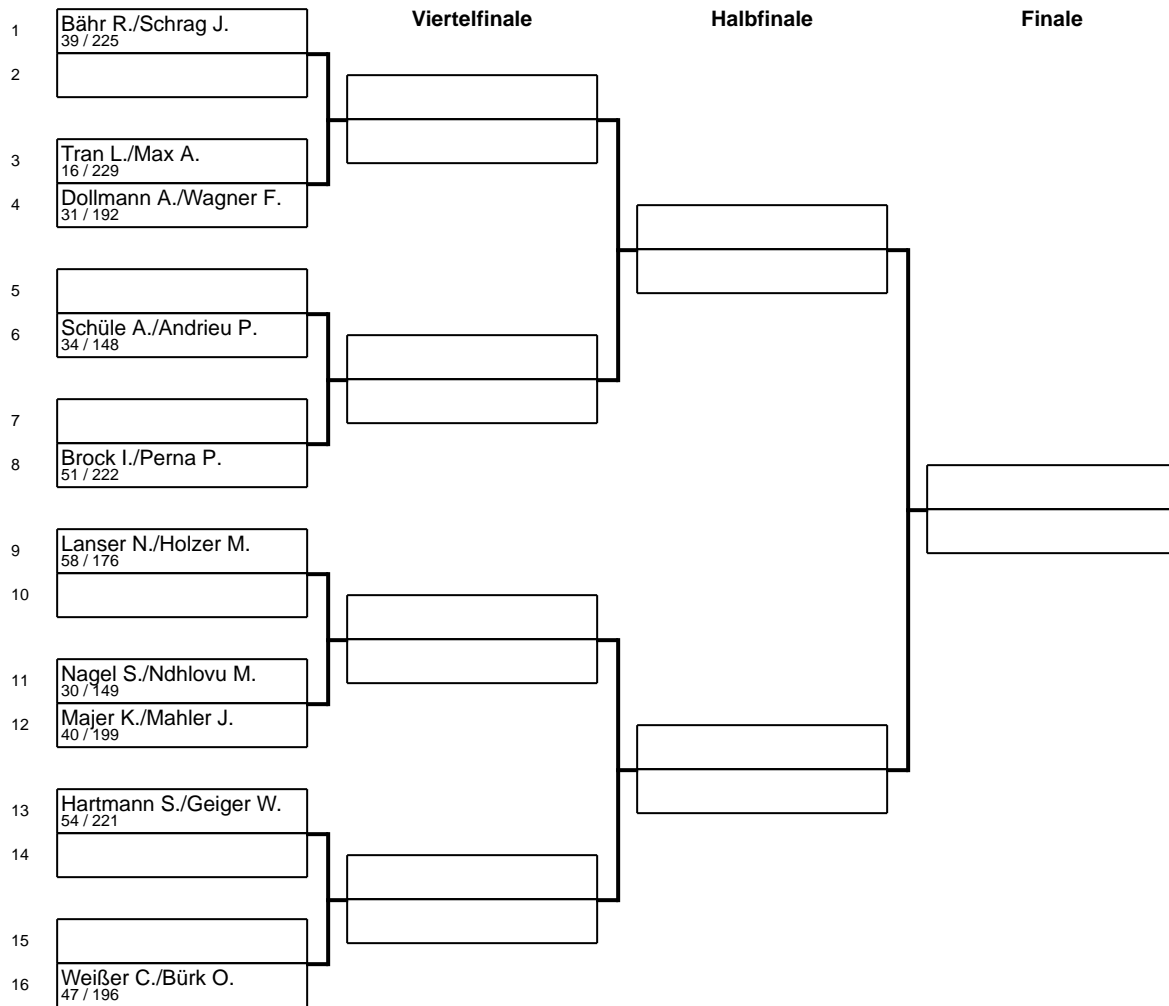 Viertelfinale
Halbfinale
Finale
1
Bähr R./Schrag J.
39 / 225
2
3
Tran L./Max A.
16 / 229
4
Dollmann A./Wagner F.
31 / 192
5
6
Schüle A./Andrieu P.
34 / 148
7
8
Brock I./Perna P.
51 / 222
9
Lanser N./Holzer M.
58 / 176
10
11
Nagel S./Ndhlovu M.
30 / 149
12
Majer K./Mahler J.
40 / 199
13
Hartmann S./Geiger W.
54 / 221
14
15
16
Weißer C./Bürk O.
47 / 196